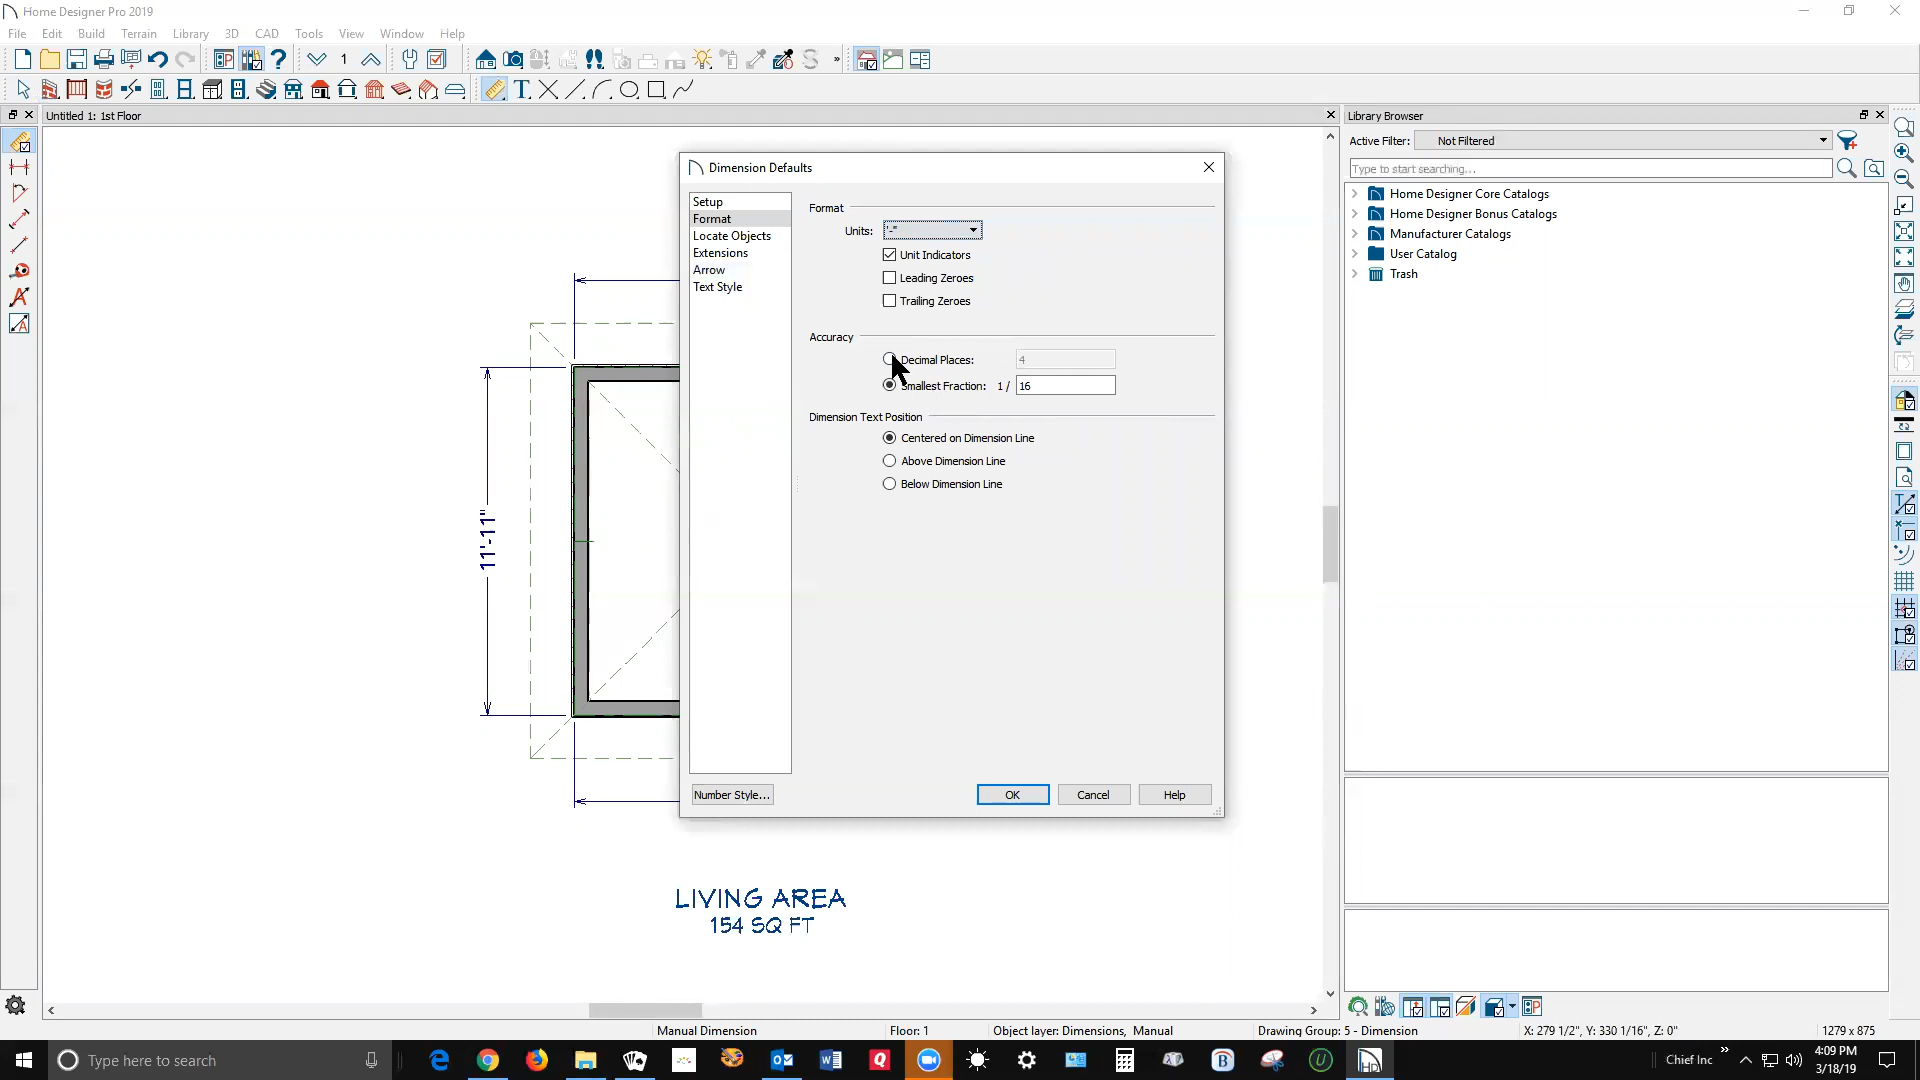 Home Designer Pro 2019
File Edit Build Terrain Library 3D CAD Tools View Window Help
1
Untitled 1: 1st Floor
Library Browser
Active Filter: Not Filtered
Type to start searching...
Home Designer Core Catalogs
Home Designer Bonus Catalogs
Manufacturer Catalogs
User Catalog
Trash
Dimension Defaults
Setup
Format
Locate Objects
Extensions
Arrow
Text Style
Format
Units: '-"
Unit Indicators
Leading Zeroes
Trailing Zeroes
Accuracy
Decimal Places: 4
Smallest Fraction: 1 / 16
Dimension Text Position
Centered on Dimension Line
Above Dimension Line
Below Dimension Line
Number Style... OK Cancel Help
11'-11"
LIVING AREA
154 SQ FT
Manual Dimension Floor: 1 Object layer: Dimensions, Manual Drawing Group: 5 - Dimension X: 279 1/2", Y: 330 1/16", Z: 0" 1279 x 875
Type here to search
Chief Inc
4:09 PM
3/18/19